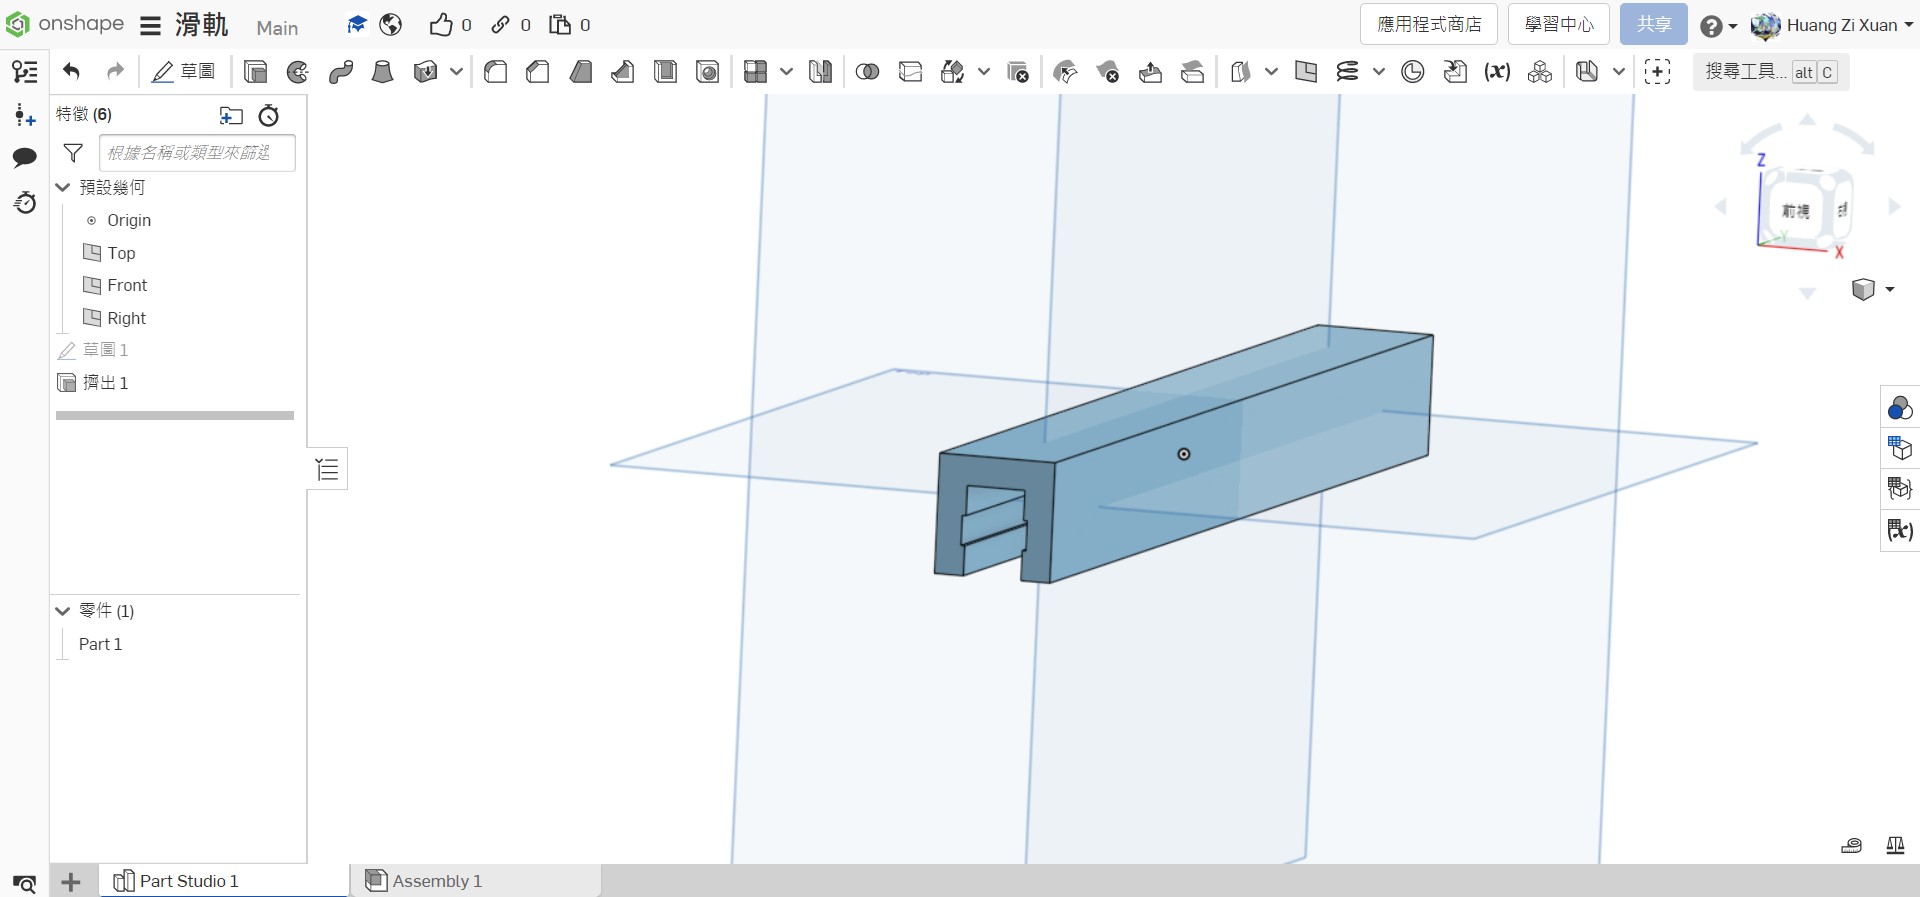 onshape 滑軌 Main 0 0 0 應用程式商店 學習中心 共享 Huang Zi Xuan
草圖 (x) 搜尋工具... alt C
特徵 (6)
根據名稱或類型來篩選
預設幾何
Origin
Top
Front
Right
草圖 1
擠出 1
零件 (1)
Part 1
Z
前視
Y
X
(x)
Part Studio 1 Assembly 1